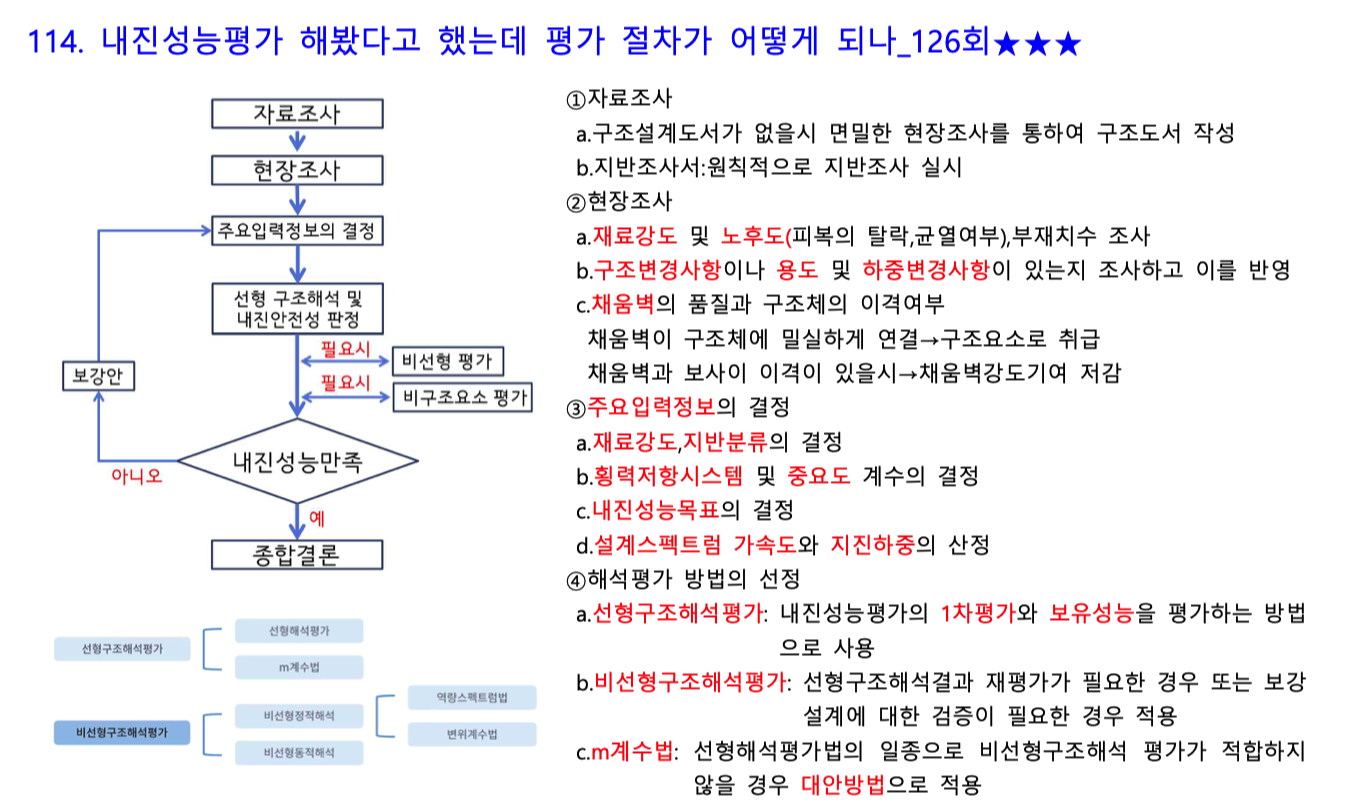 114. 내진성능평가 해봤다고 했는데 평가 절차가 어떻게 되나_126회★★★
자료조사
현장조사
주요입력정보의 결정
선형 구조해석 및
내진안전성 판정
필요시
비선형 평가
필요시
비구조요소 평가
보강안
내진성능만족
아니오
예
종합결론
선형구조해석평가
선형해석평가
m계수법
비선형구조해석평가
비선형정적해석
비선형동적해석
역량스펙트럼법
변위계수법
①자료조사
a.구조설계도서가 없을시 면밀한 현장조사를 통하여 구조도서 작성
b.지반조사서:원칙적으로 지반조사 실시
②현장조사
a.재료강도 및 노후도(피복의 탈락,균열여부),부재치수 조사
b.구조변경사항이나 용도 및 하중변경사항이 있는지 조사하고 이를 반영
c.채움벽의 품질과 구조체의 이격여부
채움벽이 구조체에 밀실하게 연결→구조요소로 취급
채움벽과 보사이 이격이 있을시→채움벽강도기여 저감
③주요입력정보의 결정
a.재료강도,지반분류의 결정
b.횡력저항시스템 및 중요도 계수의 결정
c.내진성능목표의 결정
d.설계스펙트럼 가속도와 지진하중의 산정
④해석평가 방법의 선정
a.선형구조해석평가: 내진성능평가의 1차평가와 보유성능을 평가하는 방법
으로 사용
b.비선형구조해석평가: 선형구조해석결과 재평가가 필요한 경우 또는 보강
설계에 대한 검증이 필요한 경우 적용
c.m계수법: 선형해석평가법의 일종으로 비선형구조해석 평가가 적합하지
않을 경우 대안방법으로 적용